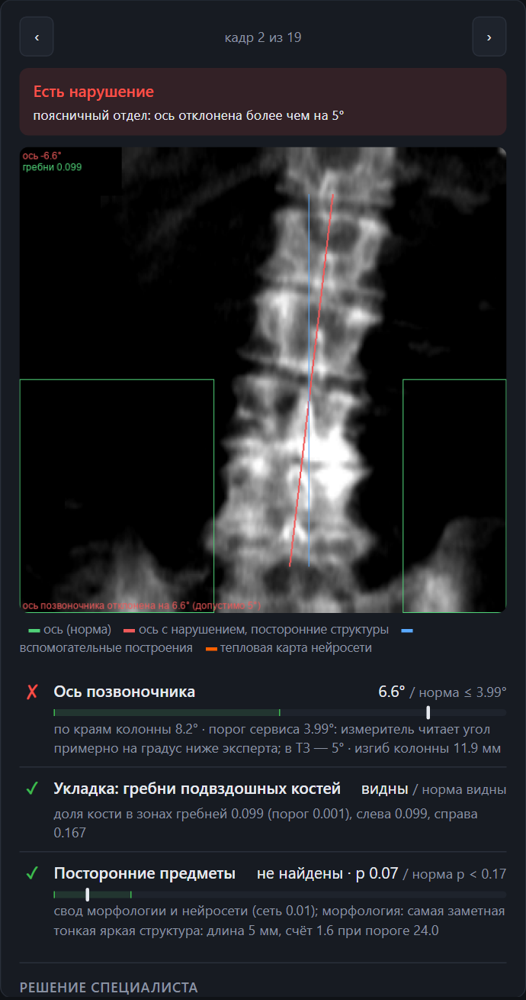 ‹ кадр 2 из 19 ›
Есть нарушение
поясничный отдел: ось отклонена более чем на 5°
ось -6.6°
гребни 0.099
ось позвоночника отклонена на 6.6° (допустимо 5°)
ось (норма) ось с нарушением, посторонние структуры
вспомогательные построения тепловая карта нейросети
✗ Ось позвоночника 6.6° / норма ≤ 3.99°
по краям колонны 8.2° · порог сервиса 3.99°: измеритель читает угол
примерно на градус ниже эксперта; в ТЗ — 5° · изгиб колонны 11.9 мм
✓ Укладка: гребни подвздошных костей видны / норма видны
доля кости в зонах гребней 0.099 (порог 0.001), слева 0.099, справа
0.167
✓ Посторонние предметы не найдены · p 0.07 / норма p < 0.17
свод морфологии и нейросети (сеть 0.01); морфология: самая заметная
тонкая яркая структура: длина 5 мм, счёт 1.6 при пороге 24.0
РЕШЕНИЕ СПЕЦИАЛИСТА